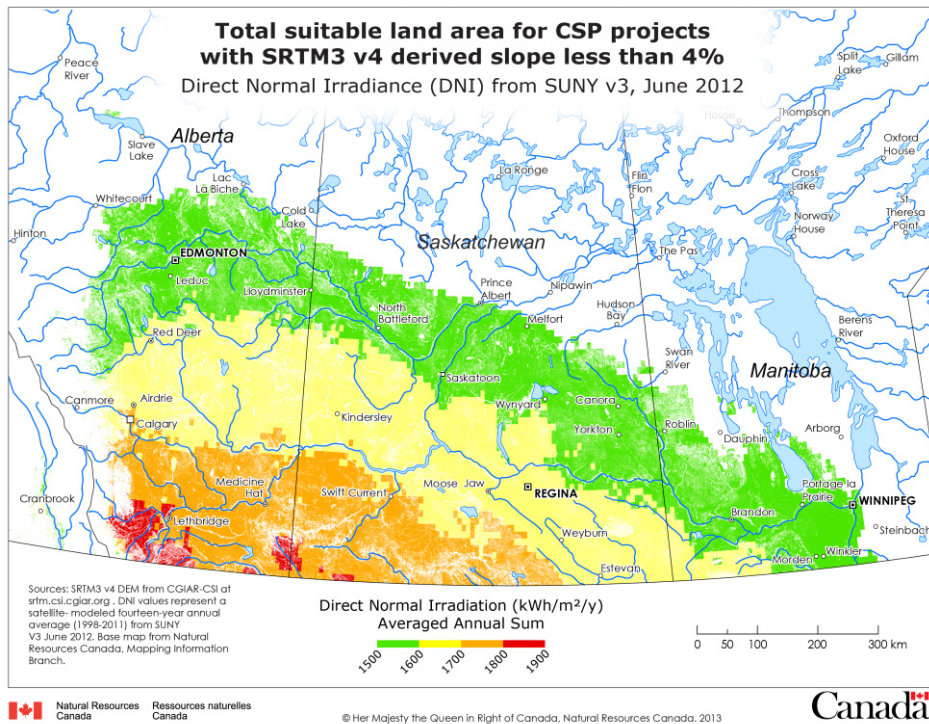 Total suitable land area for CSP projects
with SRTM3 v4 derived slope less than 4%
Direct Normal Irradiance (DNI) from SUNY v3, June 2012
Peace
River
Split
Lake
Gillam
Thompson
Alberta
Slave
Lake
Oxford
House
Lac
La Biche
La Ronge
Flin
Flon
Cross
Lake
Whitecourt
Cold
Lake
St.
Theresa
Point
Norway
House
Hinton
Saskatchewan
EDMONTON
The Pas
Leduc
Lloydminster
Prince
Albert
Nipawin
North
Battleford
Hudson
Bay
Melfort
Berens
River
Red Deer
Swan
River
Manitoba
Saskatoon
Canmore
Airdrie
Wynyard
Canora
Kindersley
Calgary
Yorkton
Roblin
Dauphin
Arborg
Medicine
Hat
Swift Current
Moose Jaw
REGINA
Portage la
Prairie
WINNIPEG
Cranbrook
Lethbridge
Brandon
Steinbach
Weyburn
Morden
Winkler
Estevan
Sources: SRTM3 v4 DEM from CGIAR-CSI at
srtm.csi.cgiar.org . DNI values represent a
satellite- modeled fourteen-year annual
average (1998-2011) from SUNY
V3 June 2012. Base map from Natural
Resources Canada, Mapping Information
Branch.
Direct Normal Irradiation (kWh/m²/y)
Averaged Annual Sum
1500
1600
1700
1800
1900
0 50 100 200 300 km
Natural Resources
Canada
Ressources naturelles
Canada
© Her Majesty the Queen in Right of Canada, Natural Resources Canada. 2013
Canada